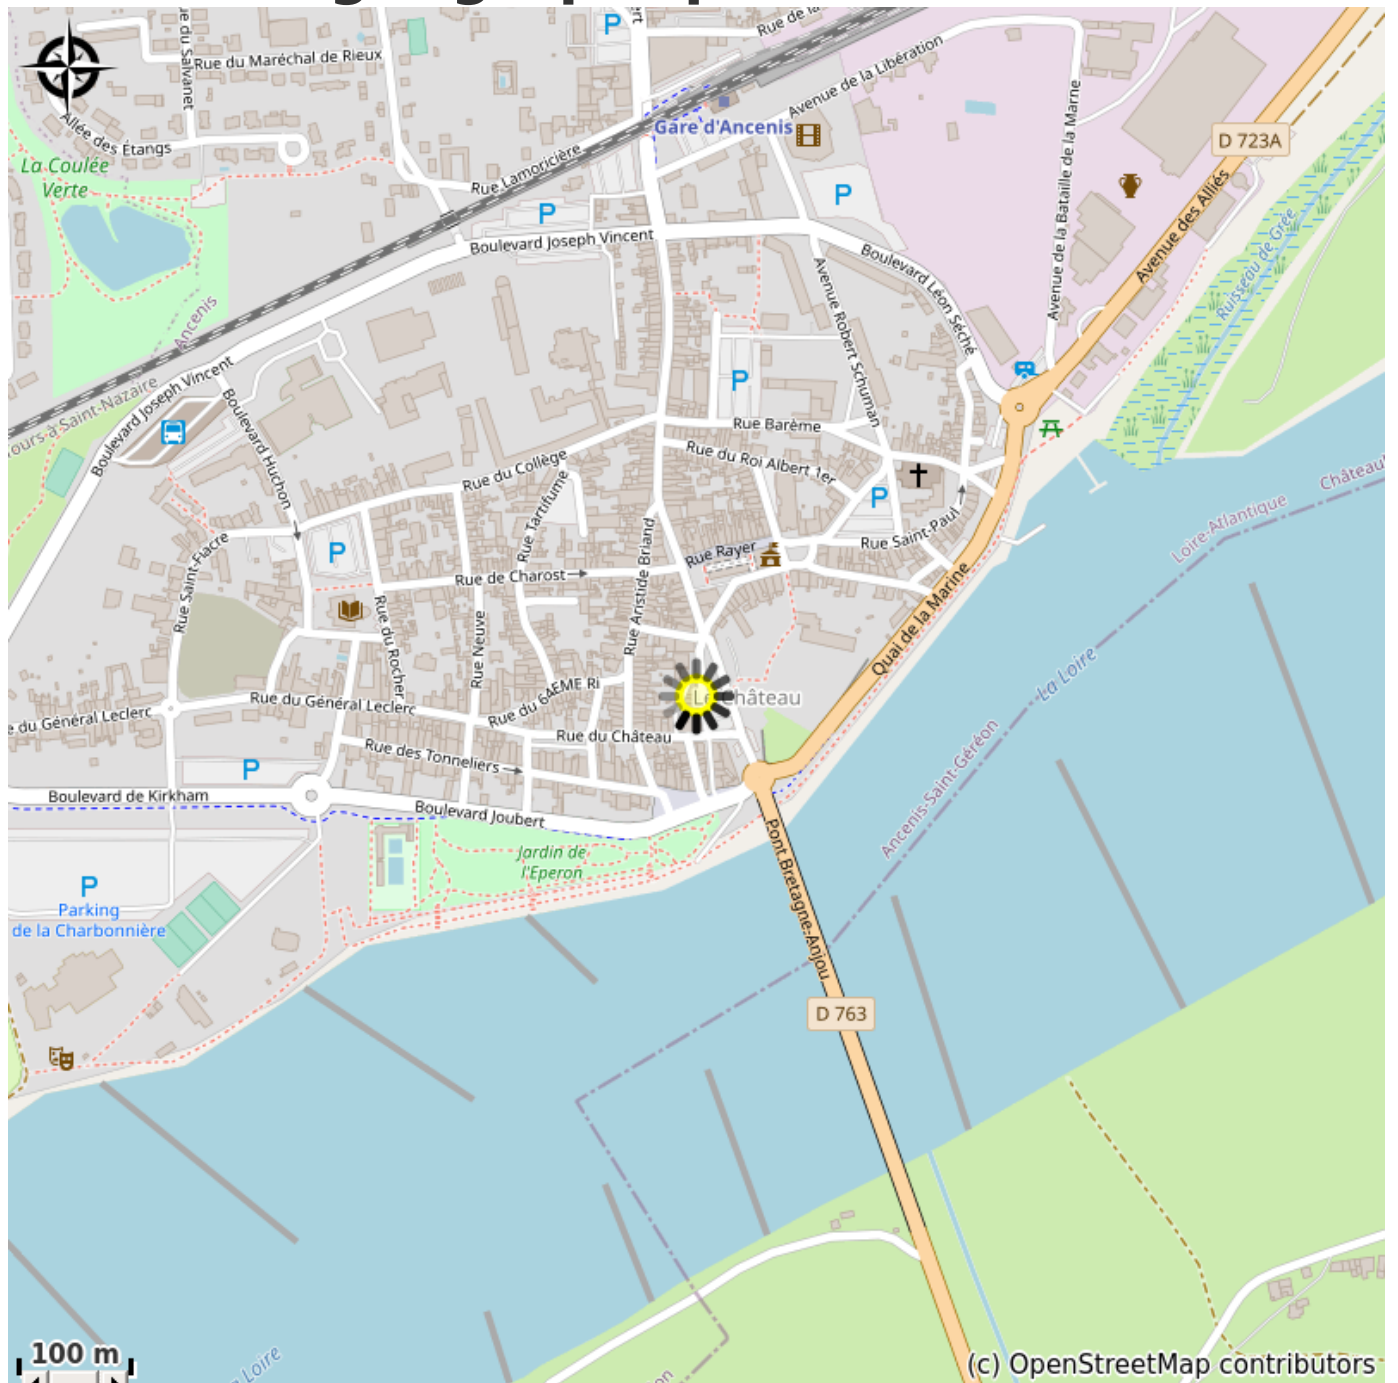 Rue du Maréchal de Rieux
Allée des Étangs
La Coulée
Verte
Rue Lamoricière
Gare d'Ancenis
Avenue de la Libération
Avenue de la Bataille de la Marne
D 723A
Avenue des Alliés
Ruisseau de Grée
P
P
P
P
Boulevard Joseph Vincent
Boulevard Léon Séché
Avenue Robert Schuman
Ancenis
Boulevard Joseph Vincent
Boulevard Huchon
P
Rue Barème
Rue du Roi Albert 1er
Rue du Collège
Rue Tartifume
P
Rue Saint-Paul
Rue Rayer
Rue Aristide Briand
Rue de Charost
Rue Saint-Fiacre
Rue du Rocher
Rue Neuve
Quai de la Marine
Loire-Atlantique
La Loire
Ancenis-Saint-Géréon
Rue du Général Leclerc
Rue du 64EME RI
Rue du Château
Rue des Tonneliers
P
Boulevard de Kirkham
Boulevard Joubert
Jardin de
l'Eperon
Pont Bretagne-Anjou
P
Parking
de la Charbonnière
D 763
100 m
Loire
(c) OpenStreetMap contributors